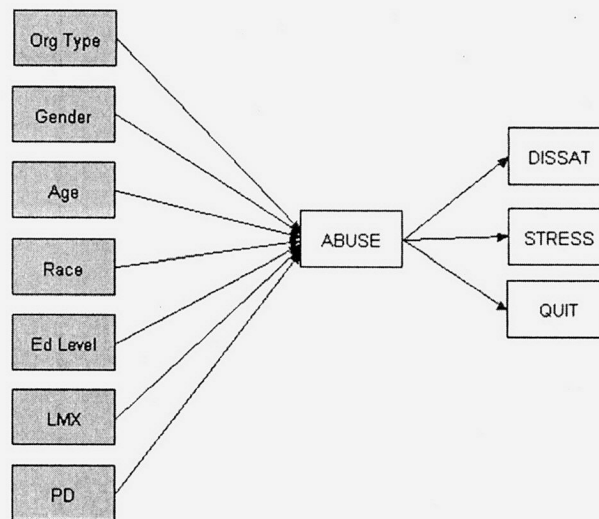 Org Type
Gender
Age
Race
Ed Level
LMX
PD
ABUSE
DISSAT
STRESS
QUIT